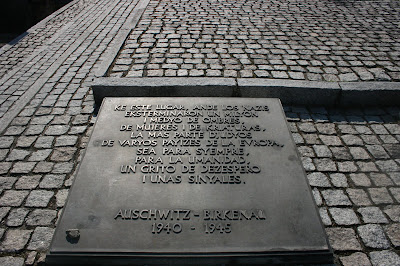 KE ESTE LUGAR, ANDE LOS NAZIS
EKSTERMINARON UN MILYON
I MEDYO DE OMBRES,
DE MUJERES I DE KRIATURAS,
LA MAS PARTE DJUDYOS
DE VARYOS PAYIZES DE LA EVROPA,
SEA PARA SYEMPRE,
PARA LA UMANIDAD,
UN GRITO DE DEZESPERO
I UNAS SINYALES.
AUSCHWITZ - BIRKENAU
1940 - 1945